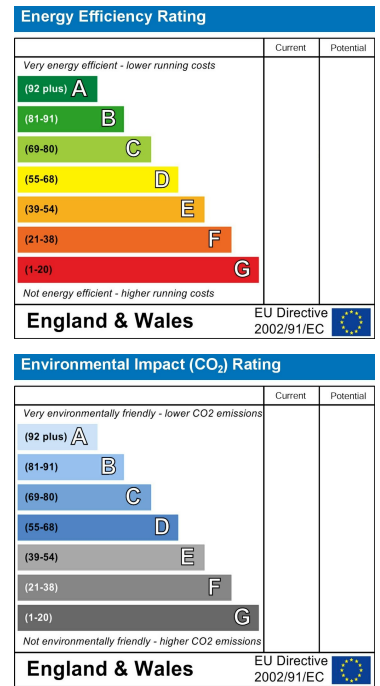 Energy Efficiency Rating
Current Potential
Very energy efficient - lower running costs
(92 plus) A
(81-91) B
(69-80) C
(55-68) D
(39-54) E
(21-38) F
(1-20) G
Not energy efficient - higher running costs
England & Wales
EU Directive
2002/91/EC
Environmental Impact (CO₂) Rating
Current Potential
Very environmentally friendly - lower CO2 emissions
(92 plus) A
(81-91) B
(69-80) C
(55-68) D
(39-54) E
(21-38) F
(1-20) G
Not environmentally friendly - higher CO2 emissions
England & Wales
EU Directive
2002/91/EC